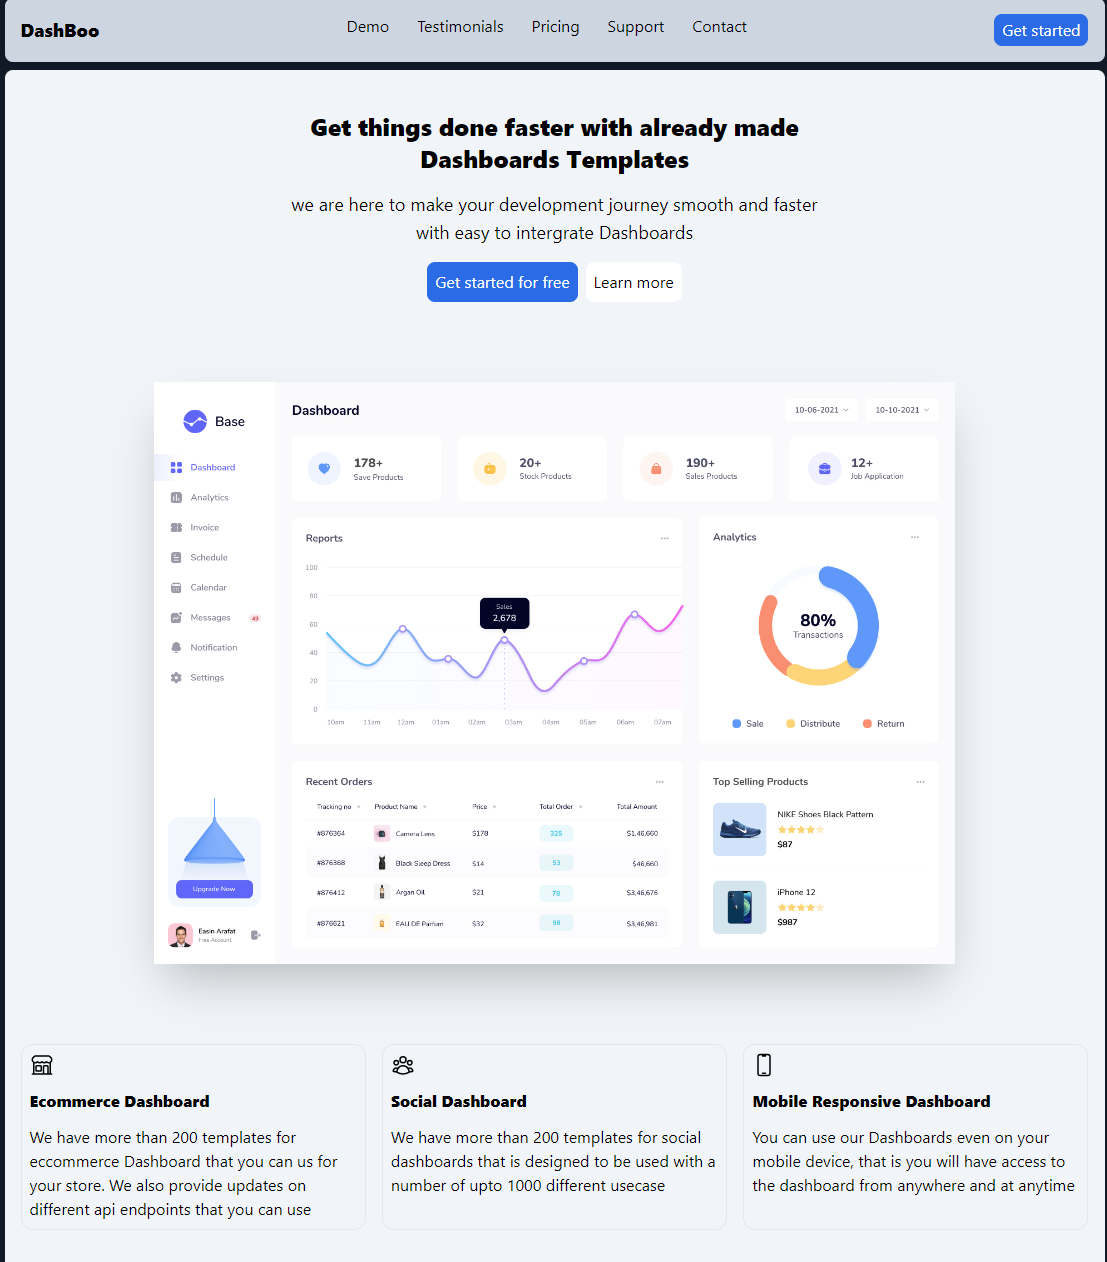 DashBoo
Demo Testimonials Pricing Support Contact
Get started
Get things done faster with already made
Dashboards Templates
we are here to make your development journey smooth and faster
with easy to intergrate Dashboards
Get started for free Learn more
Base
Dashboard
Analytics
Invoice
Schedule
Calendar
Messages 49
Notification
Settings
Upgrade Now
Easin Arafat
Free Account
Dashboard
10-06-2021 10-10-2021
178+
Save Products
20+
Stock Products
190+
Sales Products
12+
Job Application
Reports
100
80
60
40
20
0
Sales
2,678
10am 11am 12am 01am 02am 03am 04am 05am 06am 07am
Analytics
80%
Transactions
Sale Distribute Return
Recent Orders
Tracking no Product Name Price Total Order Total Amount
#876364 Camera Lens $178 325 $1,46,660
#876368 Black Sleep Dress $14 53 $46,660
#876412 Argan Oil $21 78 $3,46,676
#876621 EAU DE Parfum $32 98 $3,46,981
Top Selling Products
NIKE Shoes Black Pattern
$87
iPhone 12
$987
Ecommerce Dashboard
We have more than 200 templates for
eccommerce Dashboard that you can us for
your store. We also provide updates on
different api endpoints that you can use
Social Dashboard
We have more than 200 templates for social
dashboards that is designed to be used with a
number of upto 1000 different usecase
Mobile Responsive Dashboard
You can use our Dashboards even on your
mobile device, that is you will have access to
the dashboard from anywhere and at anytime